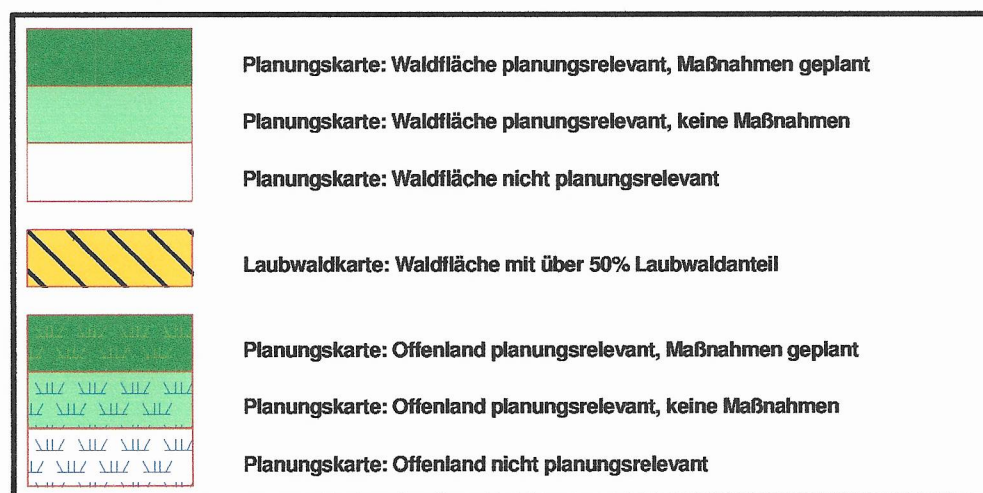 Planungskarte: Waldfläche planungsrelevant, Maßnahmen geplant
Planungskarte: Waldfläche planungsrelevant, keine Maßnahmen
Planungskarte: Waldfläche nicht planungsrelevant
Laubwaldkarte: Waldfläche mit über 50% Laubwaldanteil
Planungskarte: Offenland planungsrelevant, Maßnahmen geplant
Planungskarte: Offenland planungsrelevant, keine Maßnahmen
Planungskarte: Offenland nicht planungsrelevant